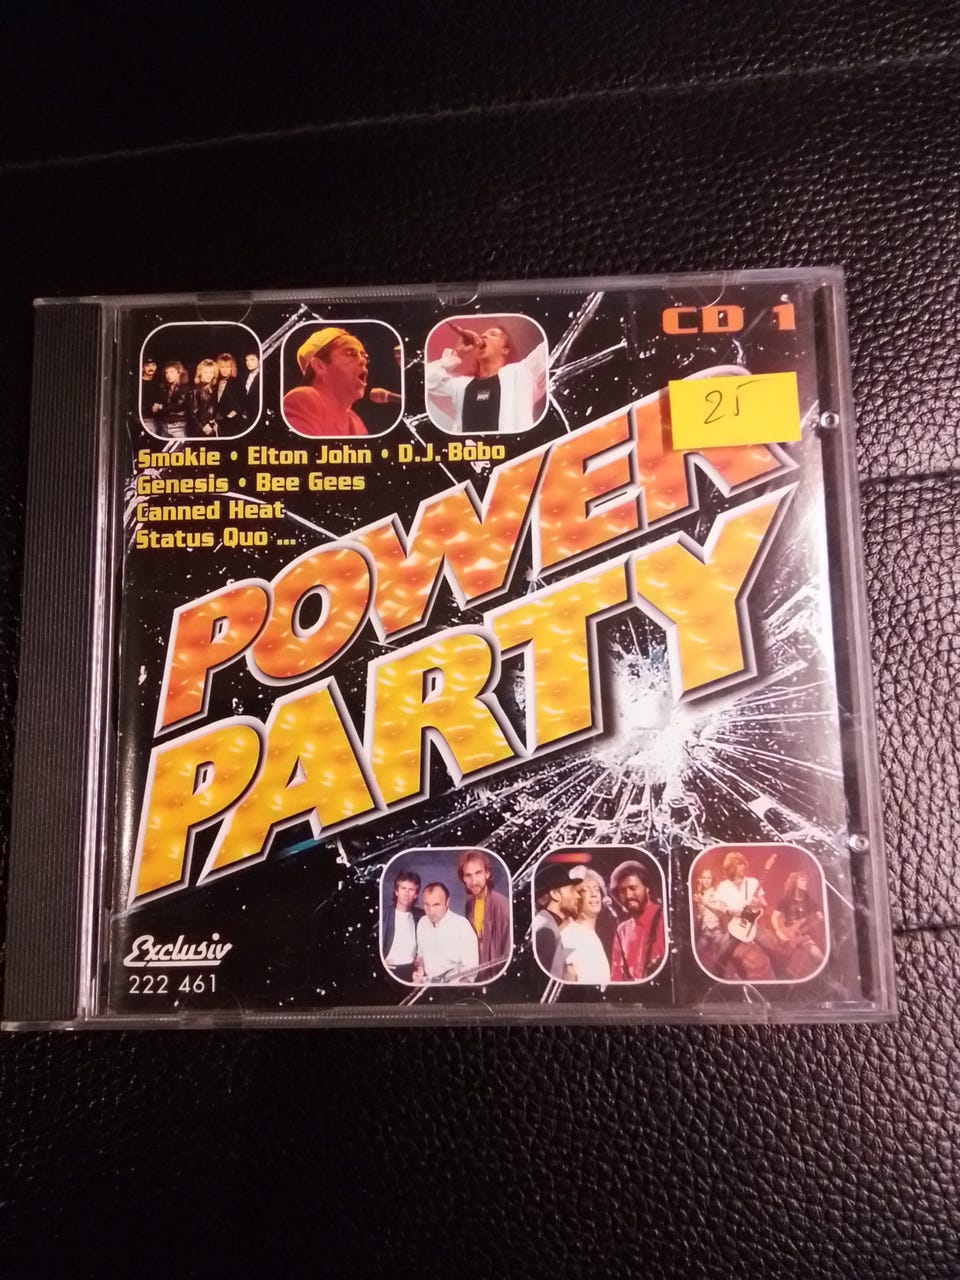 CD 1
25
Smokie • Elton John • D.J. Bobo
Genesis • Bee Gees
Canned Heat
Status Quo ...
POWER
PARTY
Exclusiv
222 461